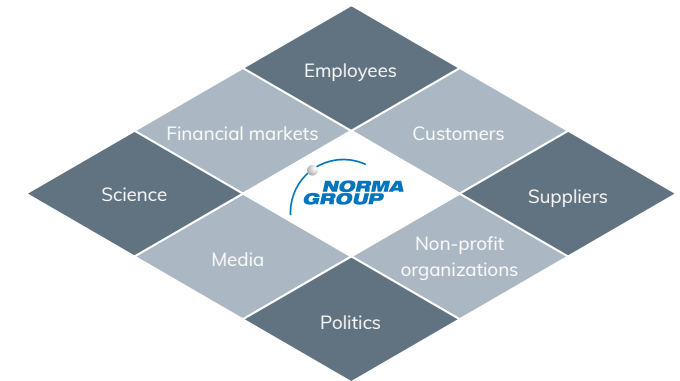 Employees
Financial markets
Customers
NORMA
GROUP
Science
Suppliers
Media
Non-profit
organizations
Politics